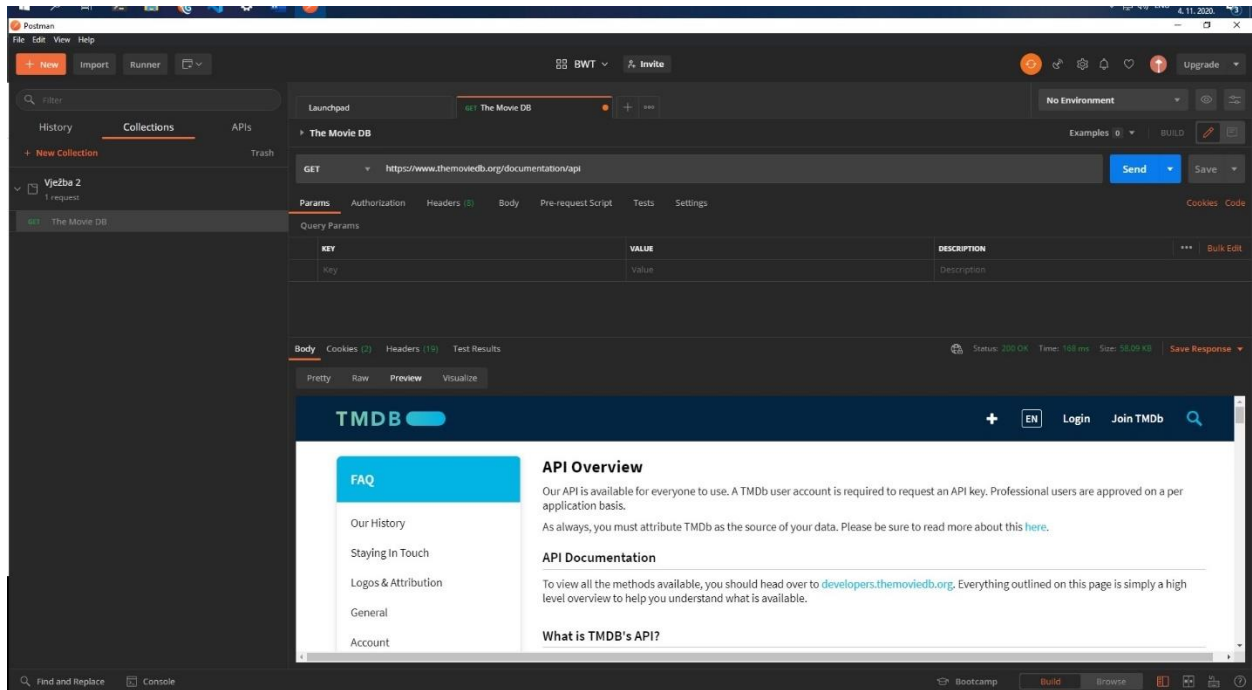 4. 11. 2020.
Postman
File Edit View Help
+ New Import Runner BWT Invite Upgrade
Filter
History Collections APIs
+ New Collection Trash
Vježba 2
1 request
GET The Movie DB
Launchpad GET The Movie DB + ••• No Environment
The Movie DB Examples 0 BUILD
GET https://www.themoviedb.org/documentation/api Send Save
Params Authorization Headers Body Pre-request Script Tests Settings Cookies Code
Query Params
KEY VALUE DESCRIPTION ••• Bulk Edit
Key Value Description
Body Cookies (2) Headers (19) Test Results Status: 200 OK Time: 168 ms Size: 58.09 KB Save Response
Pretty Raw Preview Visualize
TMDB + EN Login Join TMDb
FAQ
Our History
Staying In Touch
Logos & Attribution
General
Account
API Overview
Our API is available for everyone to use. A TMDb user account is required to request an API key. Professional users are approved on a per
application basis.
As always, you must attribute TMDb as the source of your data. Please be sure to read more about this here.
API Documentation
To view all the methods available, you should head over to developers.themoviedb.org. Everything outlined on this page is simply a high
level overview to help you understand what is available.
What is TMDB's API?
Find and Replace Console Bootcamp Build Browse